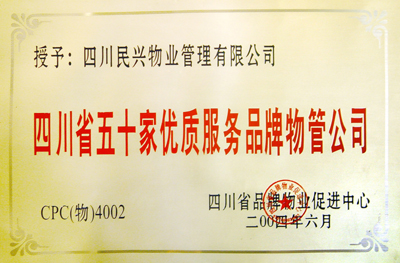 授予：四川民兴物业管理有限公司
四川省五十家优质服务品牌物管公司
CPC(物)4002
四川省品牌物业促进中心
二00四年六月